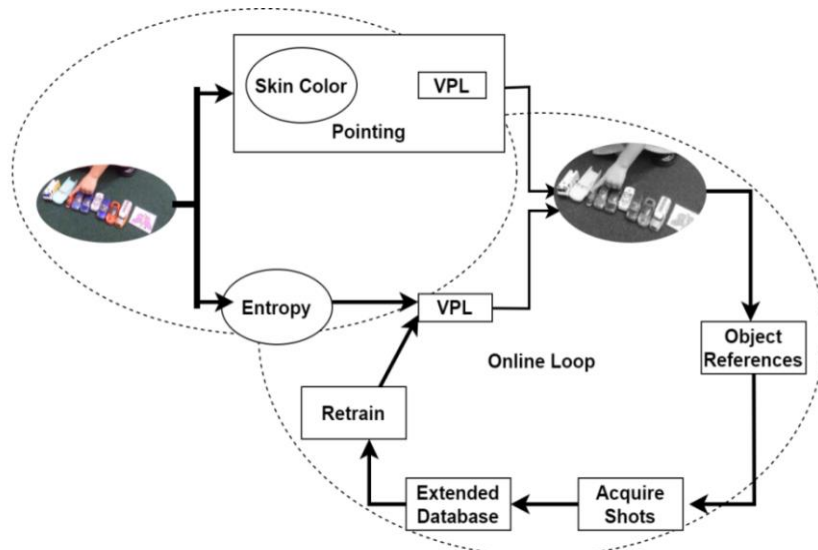 Skin Color
VPL
Pointing
Entropy
VPL
Online Loop
Object
References
Retrain
Extended
Database
Acquire
Shots